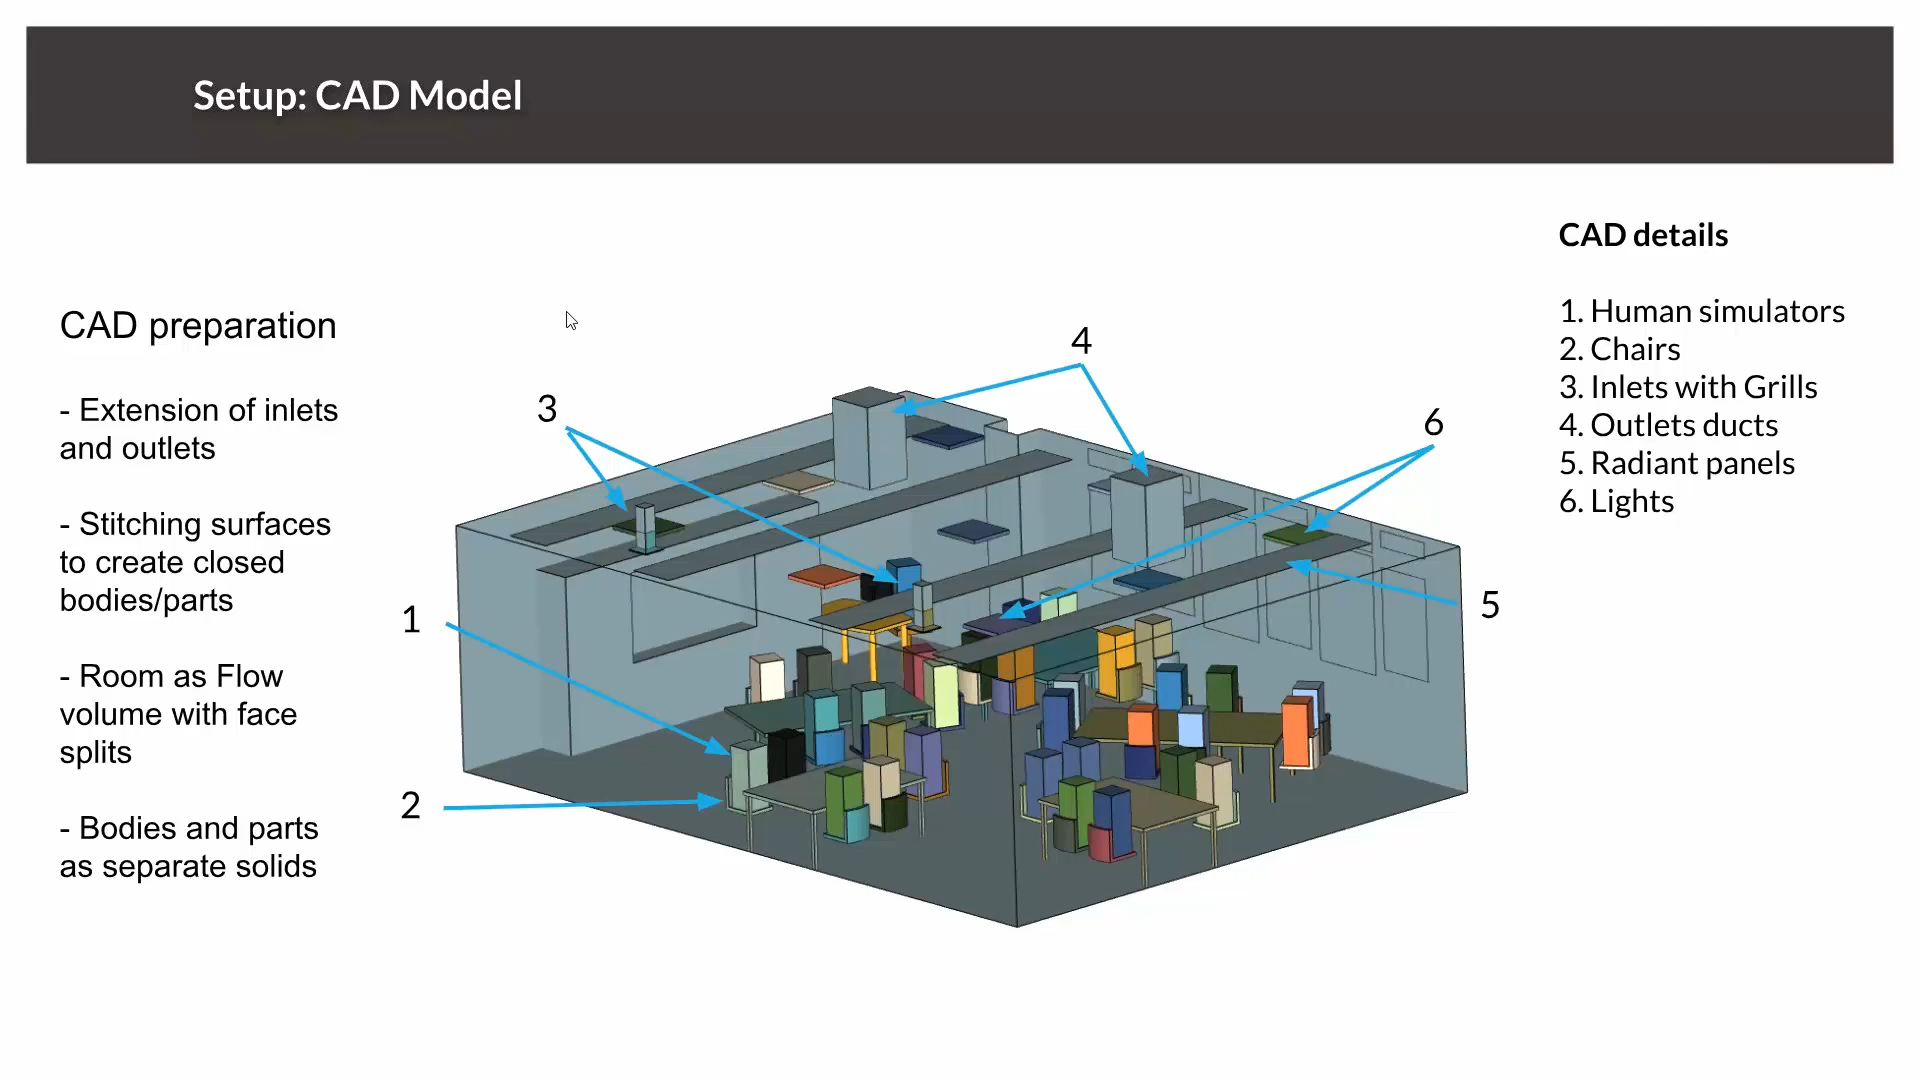 Setup: CAD Model
CAD preparation
- Extension of inlets
and outlets
- Stitching surfaces
to create closed
bodies/parts
- Room as Flow
volume with face
splits
- Bodies and parts
as separate solids
3
4
6
1
5
2
CAD details
1. Human simulators
2. Chairs
3. Inlets with Grills
4. Outlets ducts
5. Radiant panels
6. Lights